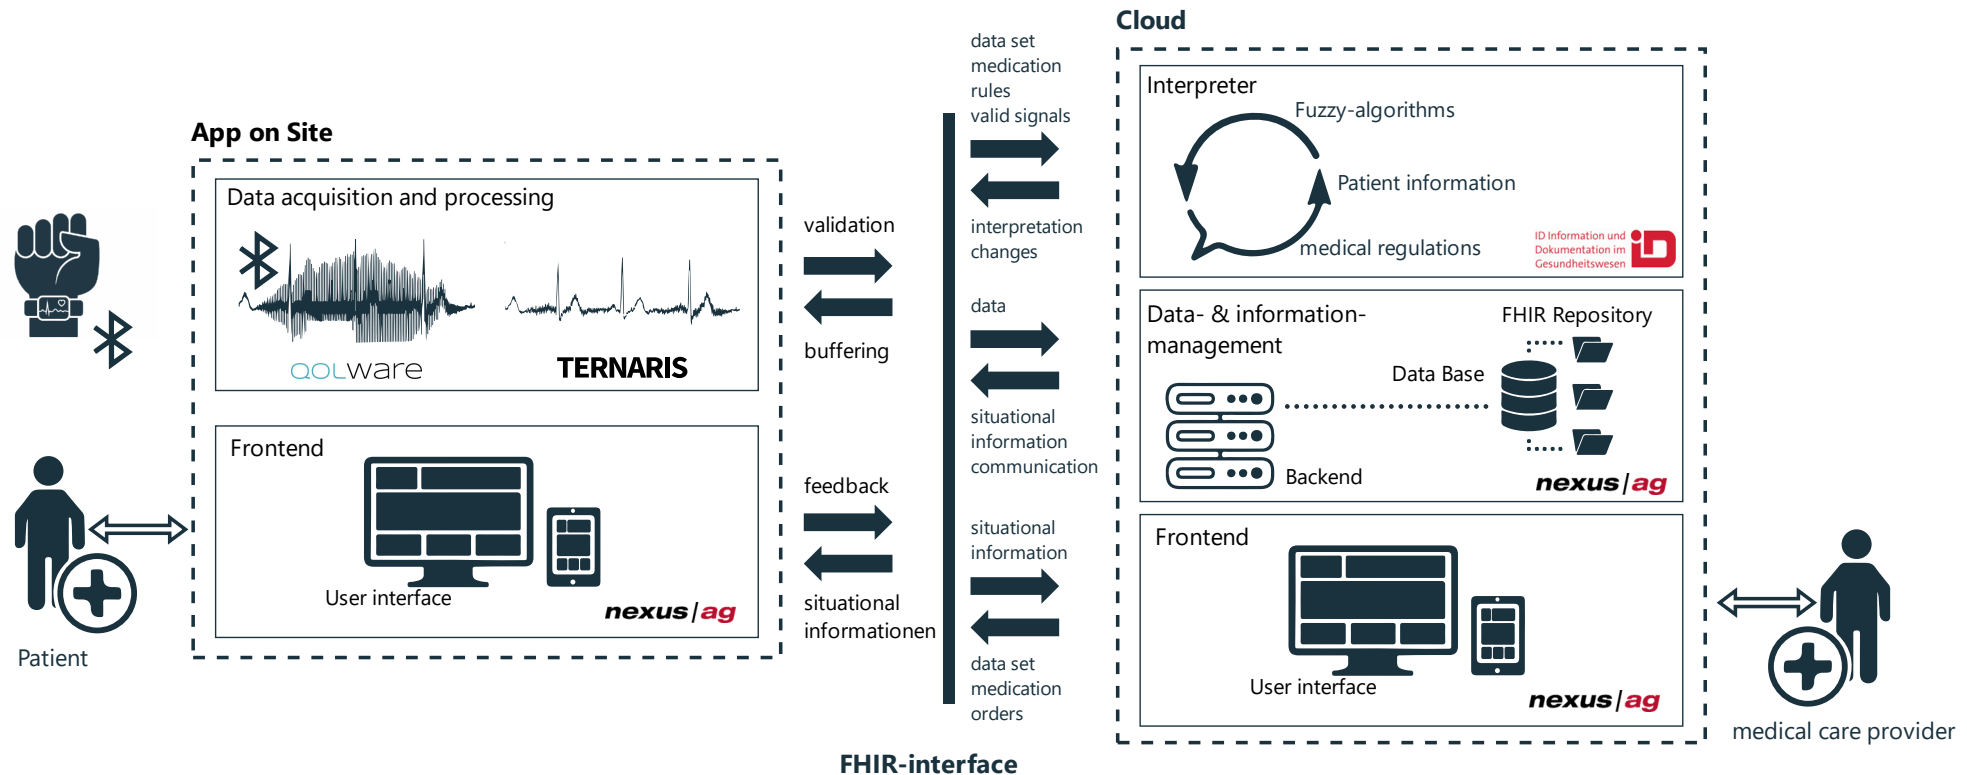 App on Site
Data acquisition and processing
QOLWARE
TERNARIS
Frontend
User interface
nexus|ag
Patient
validation
buffering
feedback
situational
informationen
FHIR-interface
data set
medication
rules
valid signals
interpretation
changes
data
situational
information
communication
situational
information
data set
medication
orders
Cloud
Interpreter
Fuzzy-algorithms
Patient information
medical regulations
ID Information und
Dokumentation im
Gesundheitswesen
iD
Data- & information-
management
FHIR Repository
Data Base
Backend
nexus|ag
Frontend
User interface
nexus|ag
medical care provider